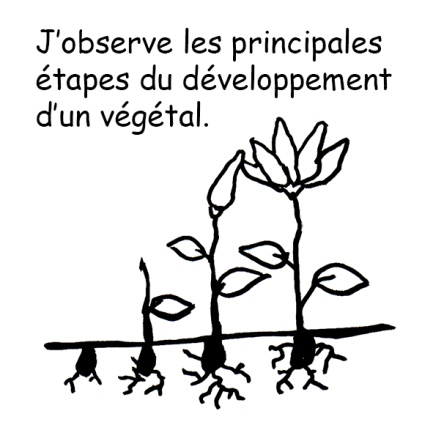 J'observe les principales
étapes du développement
d'un végétal.